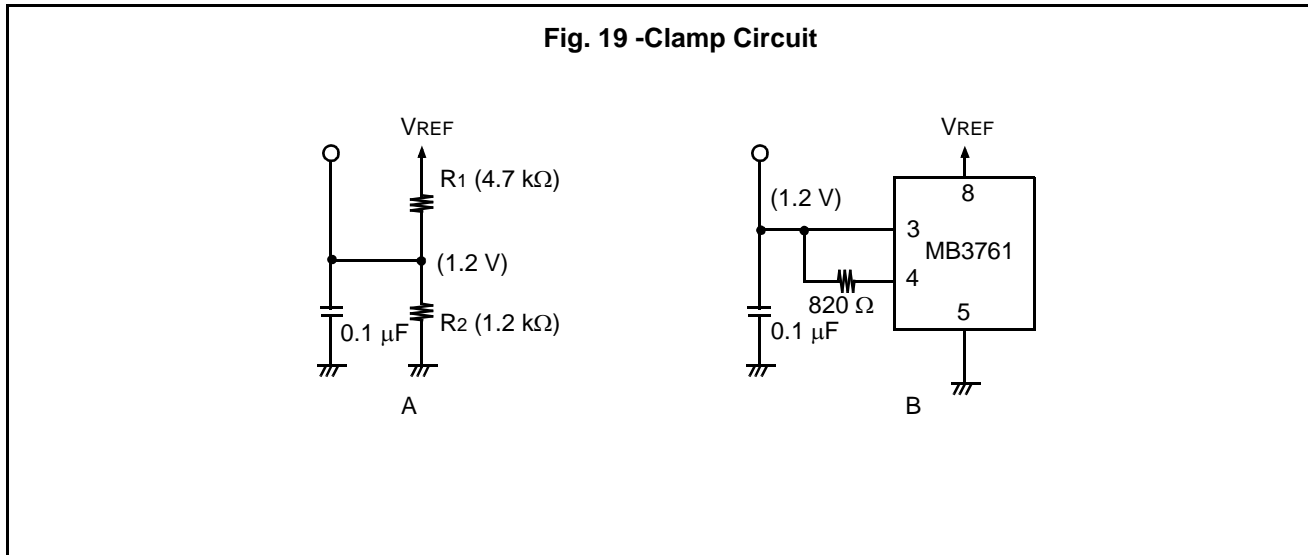 Fig. 19 -Clamp Circuit
VREF
R1 (4.7 kΩ)
(1.2 V)
0.1 μF
R2 (1.2 kΩ)
A
VREF
8
(1.2 V)
3
MB3761
4
820 Ω
5
0.1 μF
B